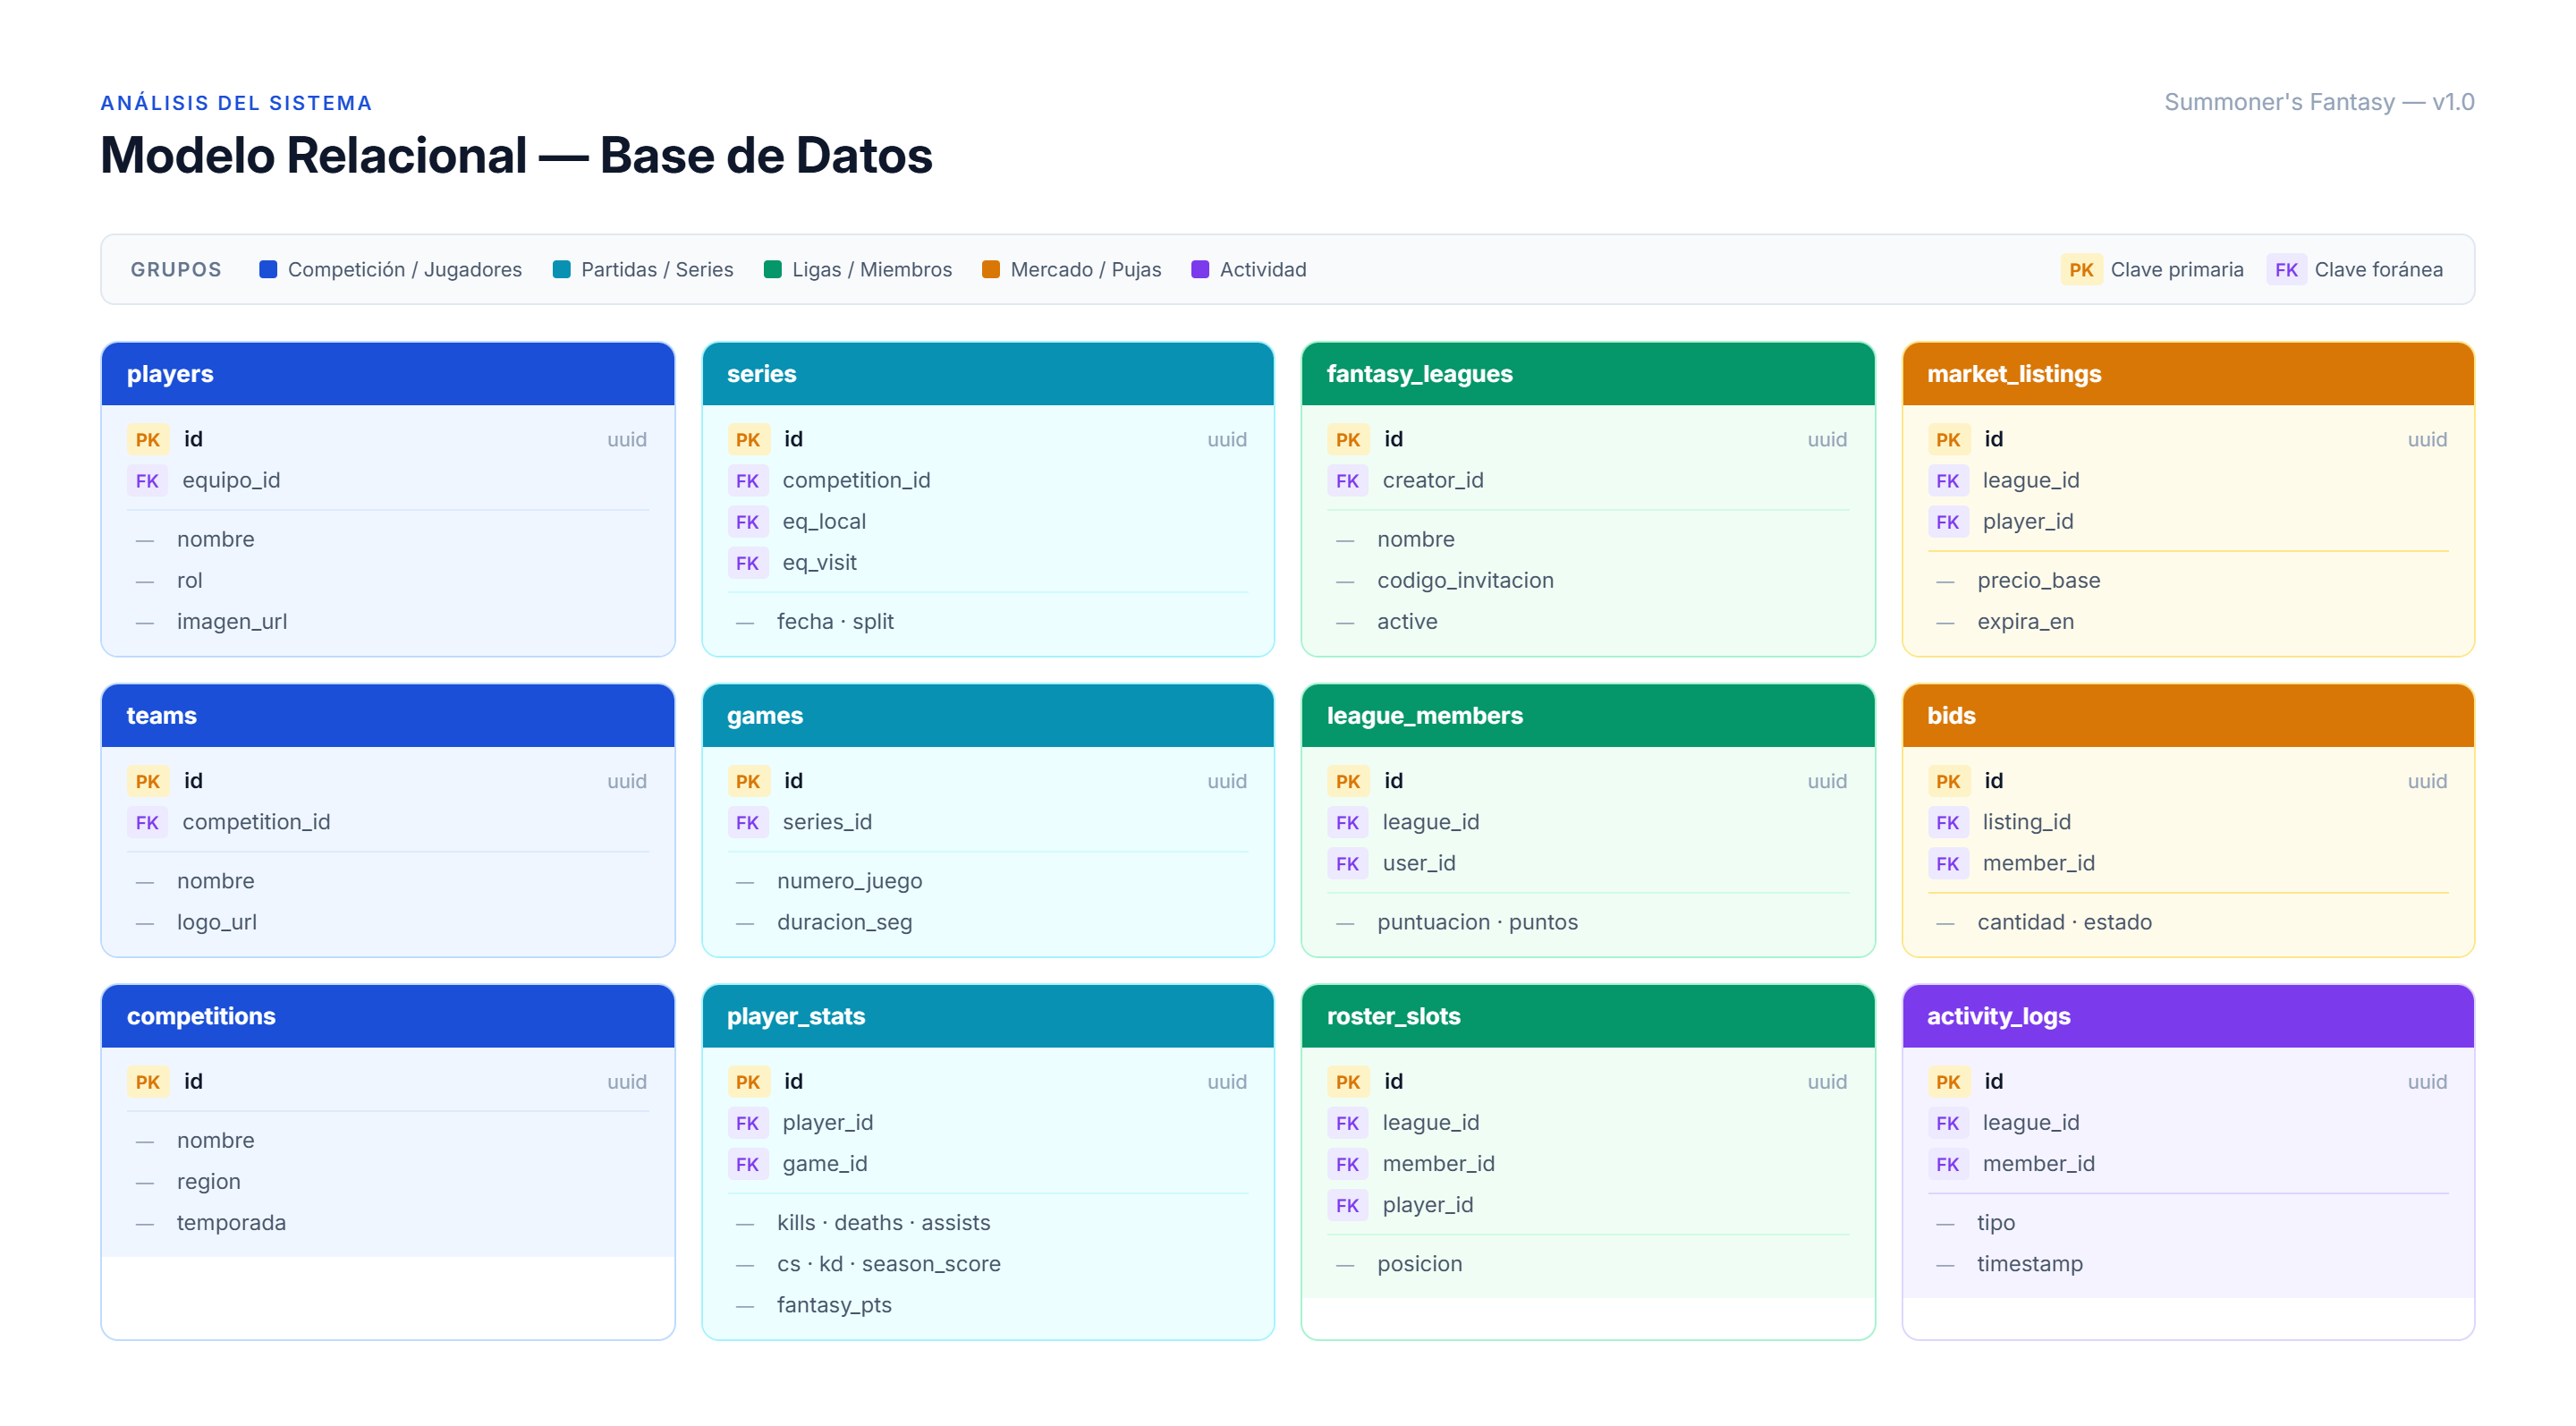 ANÁLISIS DEL SISTEMA
Summoner's Fantasy — v1.0
Modelo Relacional — Base de Datos
GRUPOS Competición / Jugadores Partidas / Series Ligas / Miembros Mercado / Pujas Actividad PK Clave primaria FK Clave foránea
players
PK id uuid
FK equipo_id
— nombre
— rol
— imagen_url
series
PK id uuid
FK competition_id
FK eq_local
FK eq_visit
— fecha · split
fantasy_leagues
PK id uuid
FK creator_id
— nombre
— codigo_invitacion
— active
market_listings
PK id uuid
FK league_id
FK player_id
— precio_base
— expira_en
teams
PK id uuid
FK competition_id
— nombre
— logo_url
games
PK id uuid
FK series_id
— numero_juego
— duracion_seg
league_members
PK id uuid
FK league_id
FK user_id
— puntuacion · puntos
bids
PK id uuid
FK listing_id
FK member_id
— cantidad · estado
competitions
PK id uuid
— nombre
— region
— temporada
player_stats
PK id uuid
FK player_id
FK game_id
— kills · deaths · assists
— cs · kd · season_score
— fantasy_pts
roster_slots
PK id uuid
FK league_id
FK member_id
FK player_id
— posicion
activity_logs
PK id uuid
FK league_id
FK member_id
— tipo
— timestamp